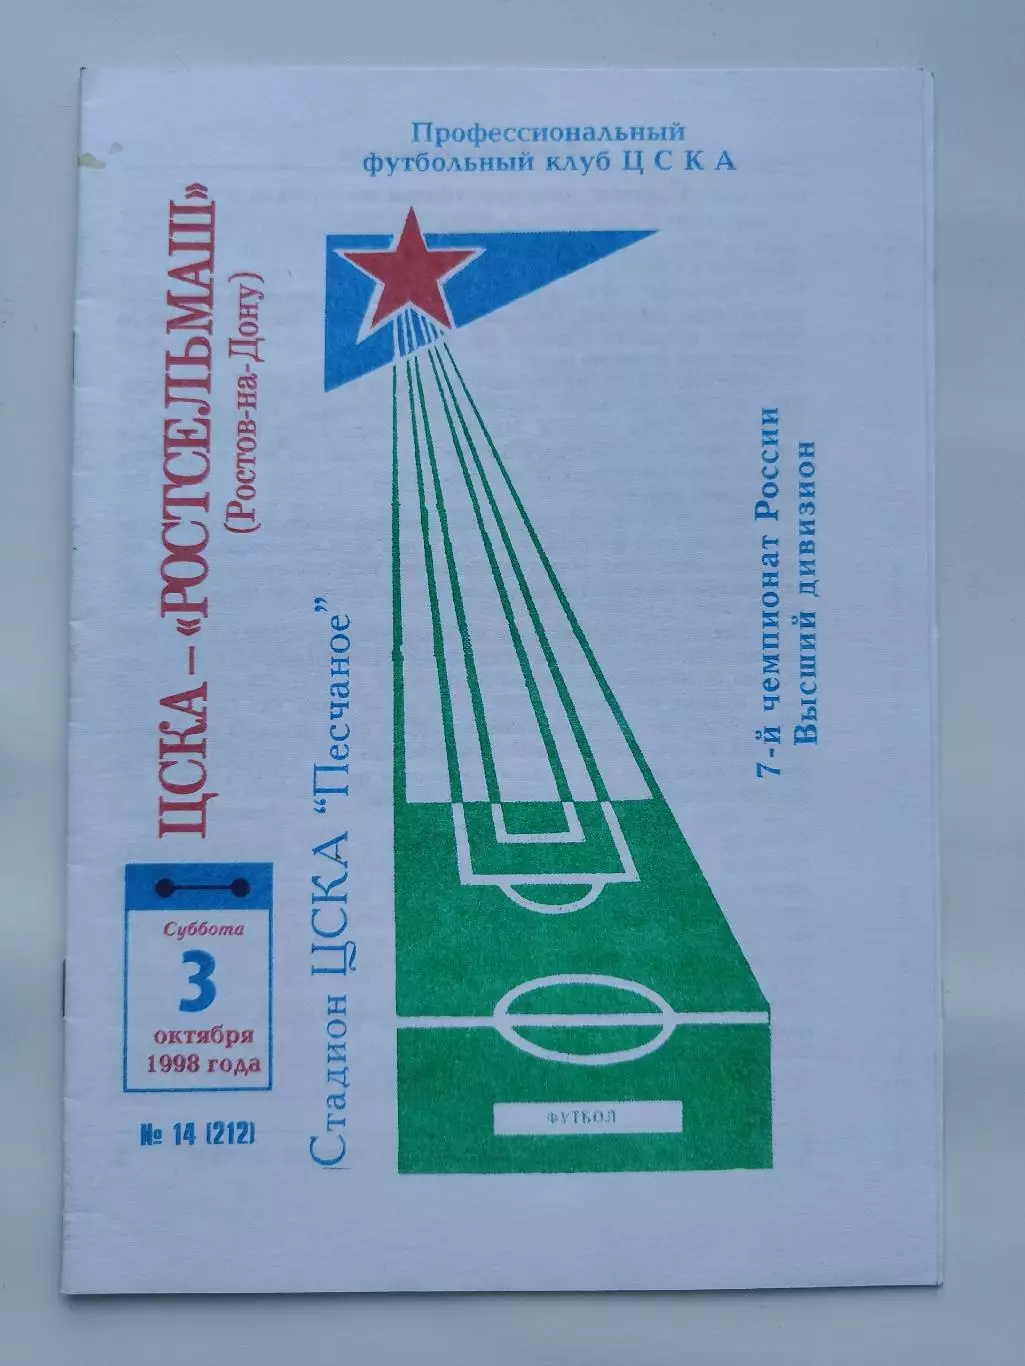 Профессиональный
футбольный клуб Ц С К А
ЦСКА – «РОСТСЕЛЬМАШ»
(Ростов-на-Дону)
Стадион ЦСКА "Песчаное"
7-й чемпионат России
Высший дивизион
Суббота
3
октября
1998 года
№ 14 (212)
ФУТБОЛ